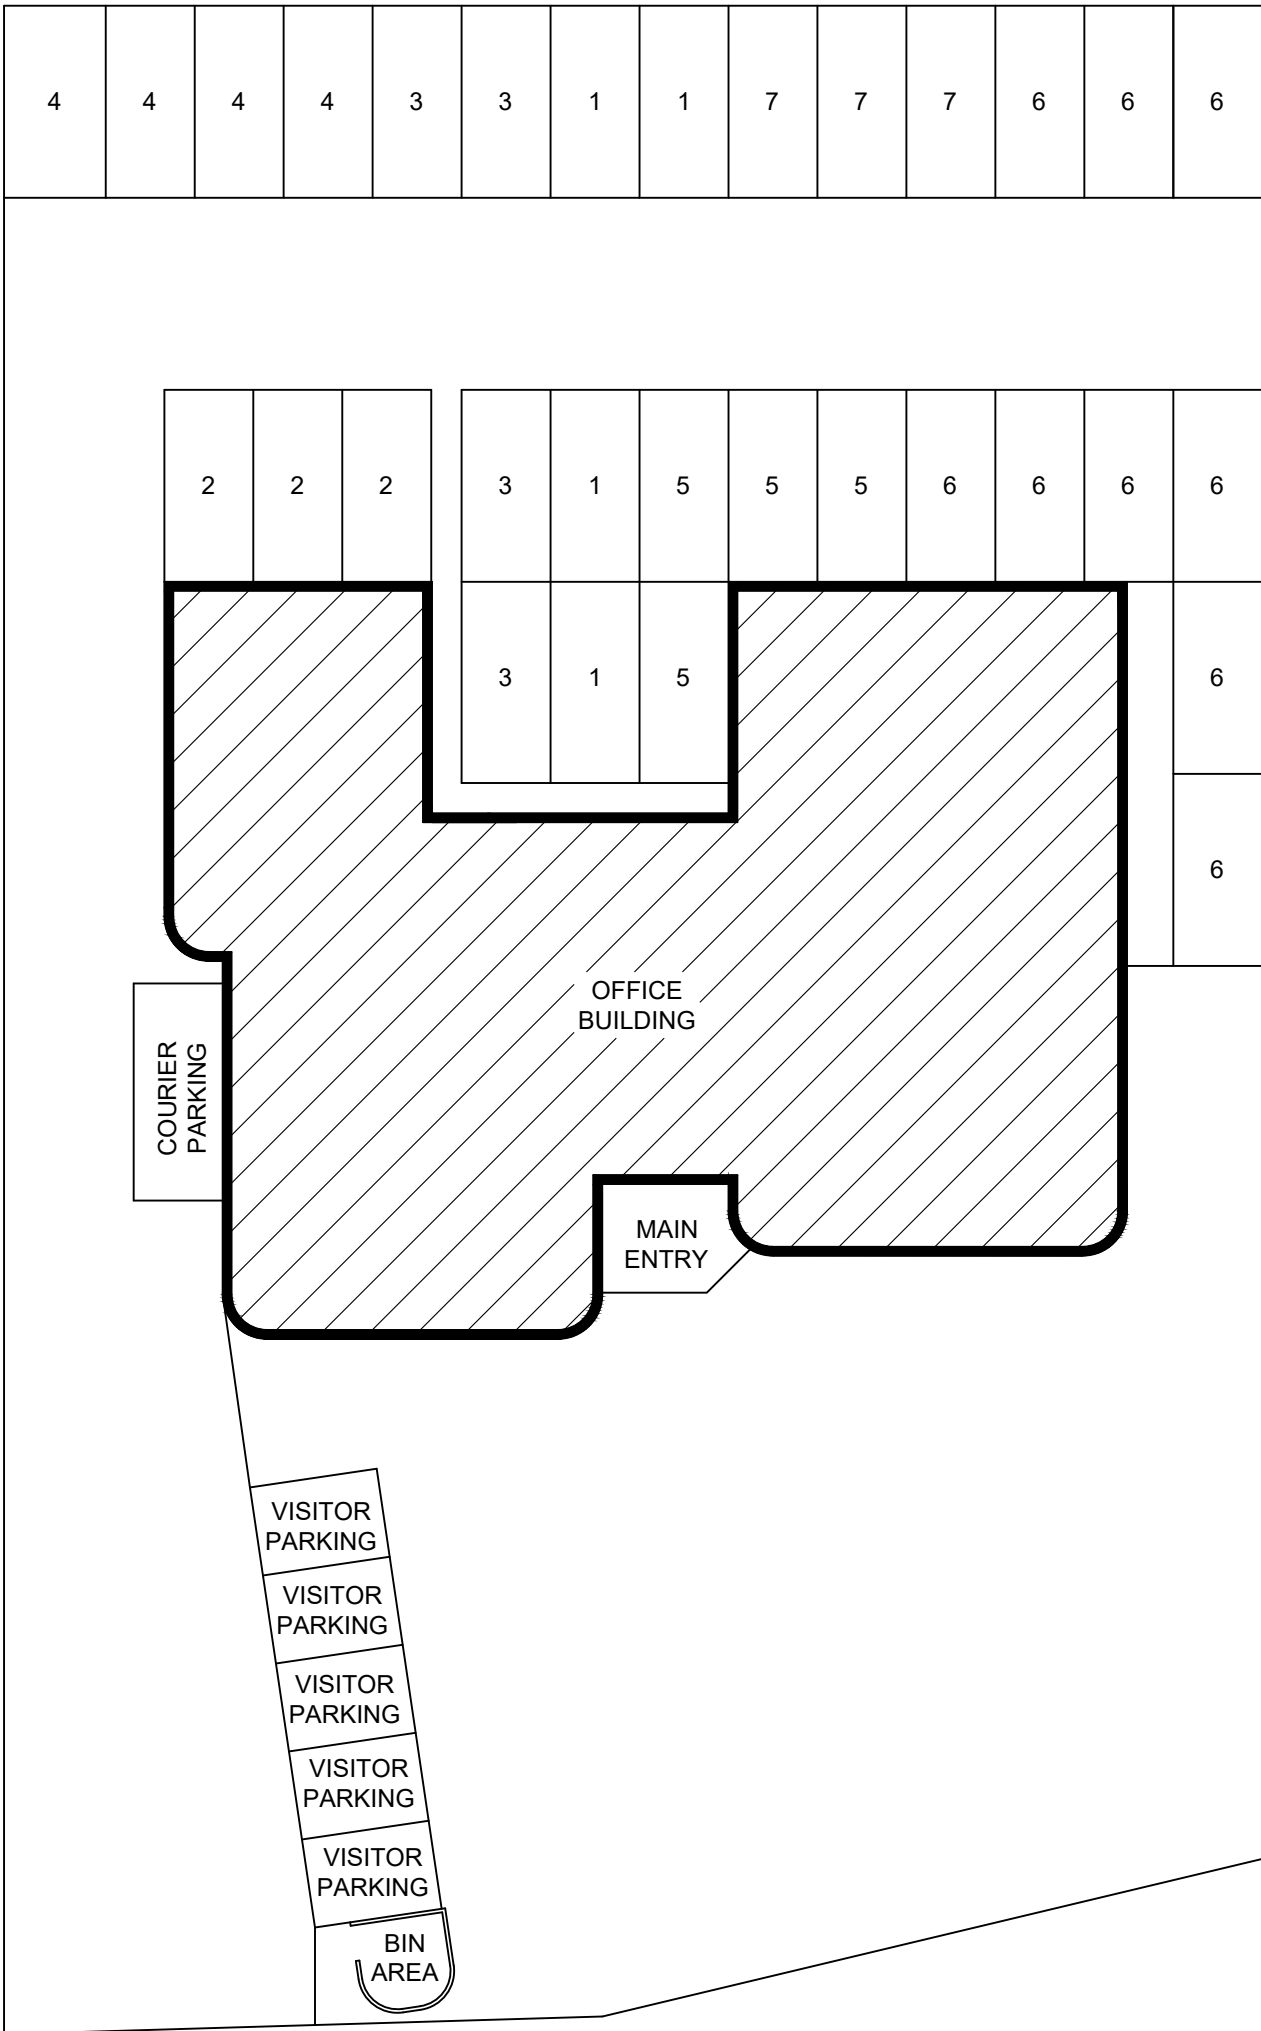 4 4 4 4 3 3 1 1 7 7 7 6 6 6
2 2 2 3 1 5 5 5 6 6 6 6
3 1 5 6
6
OFFICE
BUILDING
COURIER
PARKING
MAIN
ENTRY
VISITOR
PARKING
VISITOR
PARKING
VISITOR
PARKING
VISITOR
PARKING
VISITOR
PARKING
BIN
AREA